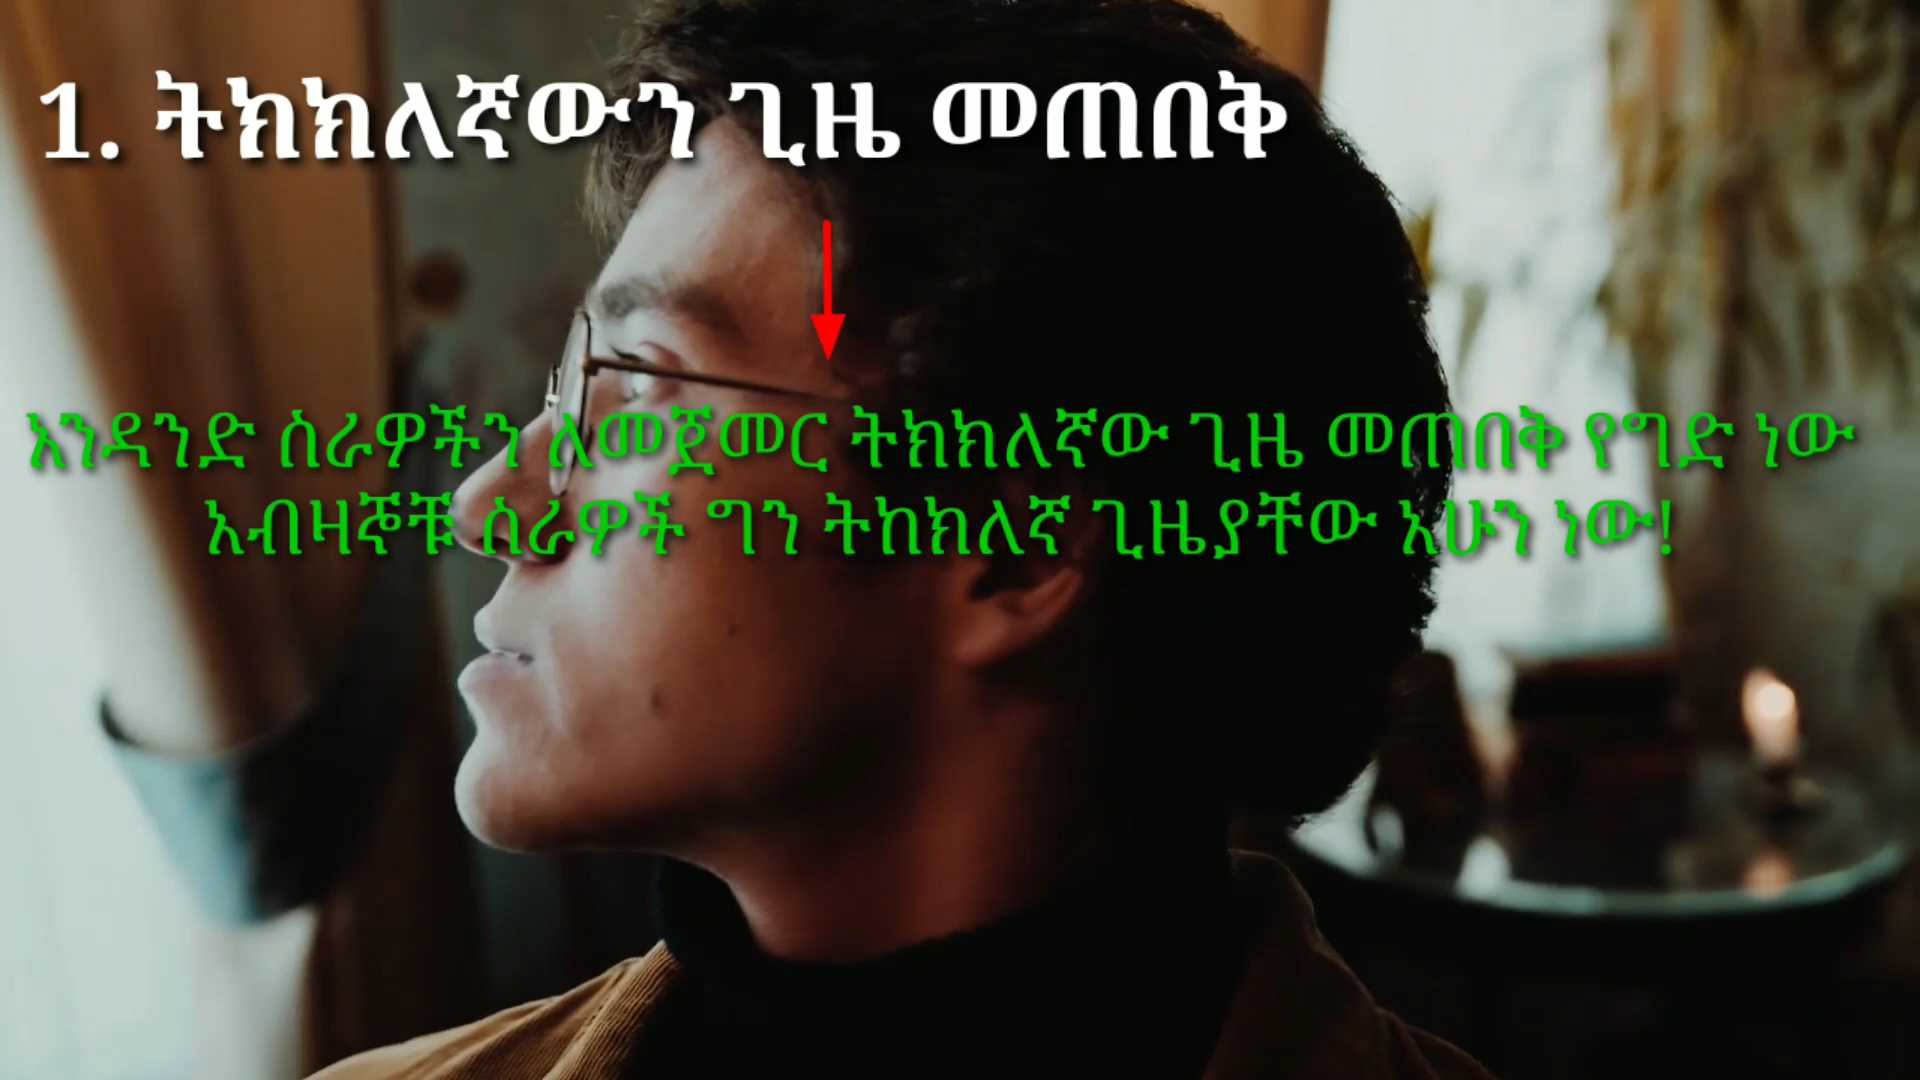 1. ትክክለኛውን ጊዜ መጠበቅ
አንዳንድ ስራዎችን ለመጀመር ትክክለኛው ጊዜ መጠበቅ የግድ ነው
አብዛኞቹ ስራዎች ግን ትከክለኛ ጊዜያቸው አሁን ነው!